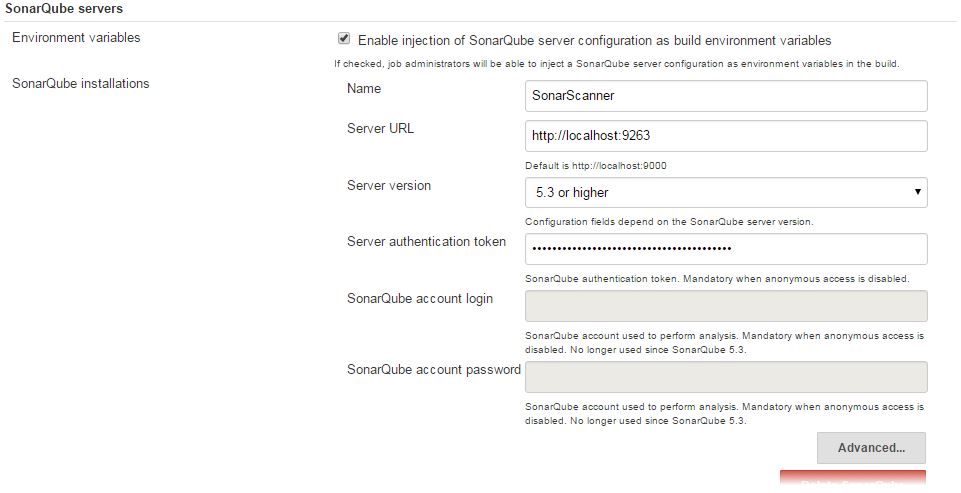 SonarQube servers
Environment variables
Enable injection of SonarQube server configuration as build environment variables
If checked, job administrators will be able to inject a SonarQube server configuration as environment variables in the build.
SonarQube installations
Name
SonarScanner
Server URL
http://localhost:9263
Default is http://localhost:9000
Server version
5.3 or higher
Configuration fields depend on the SonarQube server version.
Server authentication token
••••••••••••••••••••••••••••••••••••••••
SonarQube authentication token. Mandatory when anonymous access is disabled.
SonarQube account login
SonarQube account used to perform analysis. Mandatory when anonymous access is
disabled. No longer used since SonarQube 5.3.
SonarQube account password
SonarQube account used to perform analysis. Mandatory when anonymous access is
disabled. No longer used since SonarQube 5.3.
Advanced...